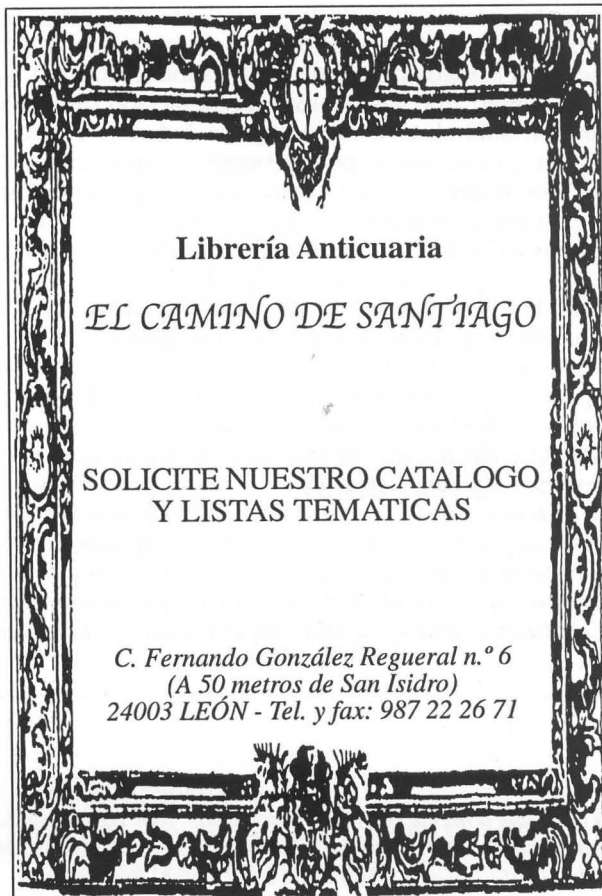 Librería Anticuaria
EL CAMINO DE SANTIAGO
SOLICITE NUESTRO CATALOGO
Y LISTAS TEMATICAS
C. Fernando González Regueral n.º 6
(A 50 metros de San Isidro)
24003 LEÓN - Tel. y fax: 987 22 26 71